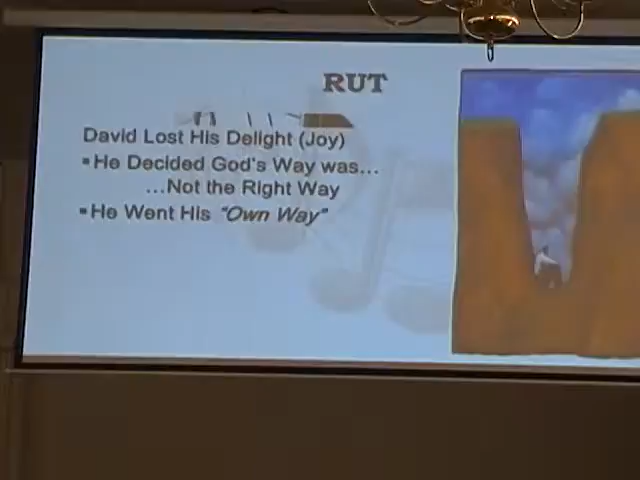 RUT
David Lost His Delight (Joy)
▪He Decided God's Way was...
...Not the Right Way
▪He Went His "Own Way"